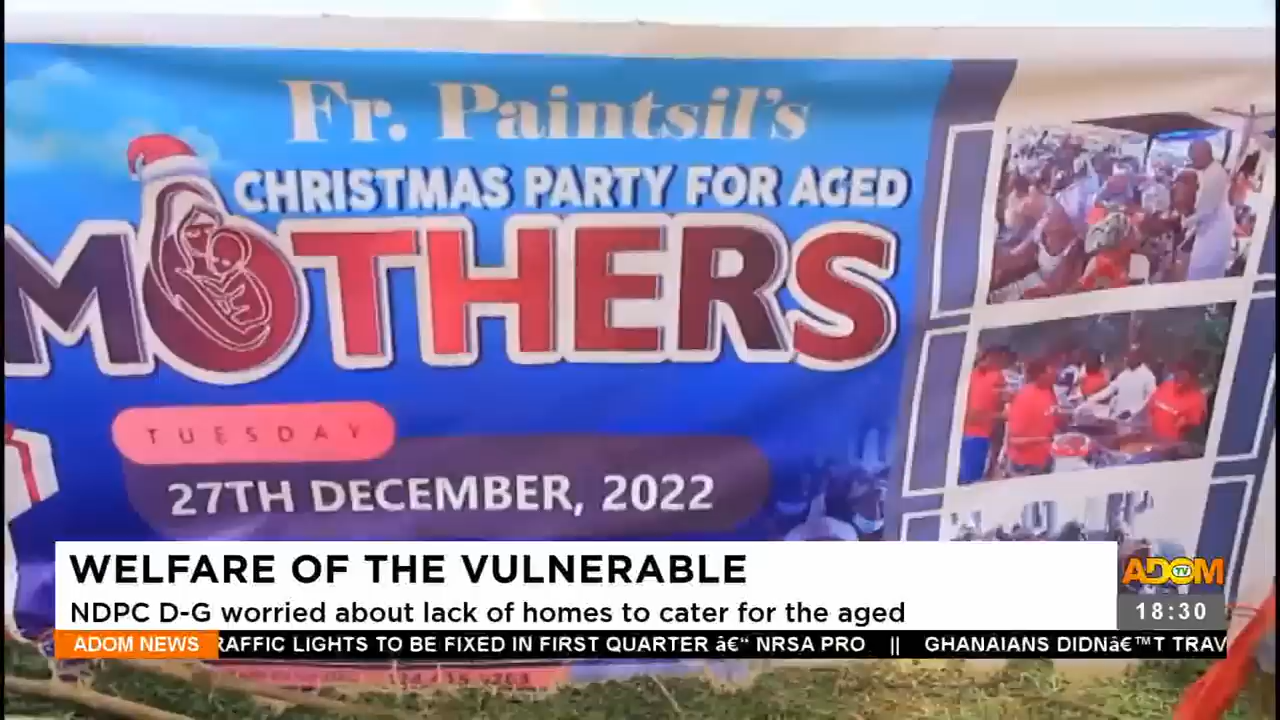 Fr. Paintsil's
CHRISTMAS PARTY FOR AGED
MOTHERS
TUESDAY
27TH DECEMBER, 2022
WELFARE OF THE VULNERABLE
NDPC D-G worried about lack of homes to cater for the aged
ADOM TV
18:30
ADOM NEWS RAFFIC LIGHTS TO BE FIXED IN FIRST QUARTER â€“ NRSA PRO || GHANAIANS DIDNâ€™T TRAV